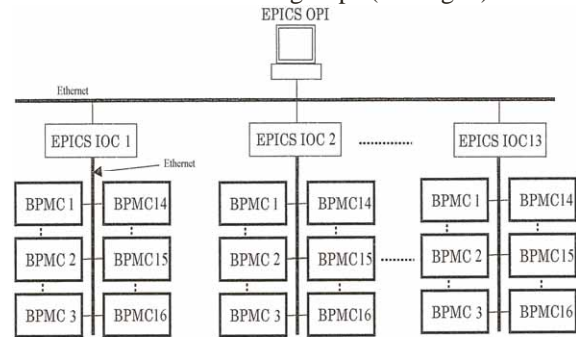 EPICS OPI
Ethernet
EPICS IOC 1
EPICS IOC 2
EPICS IOC13
Ethernet
BPMC 1
BPMC14
BPMC 1
BPMC14
BPMC 1
BPMC14
BPMC 2
BPMC15
BPMC 2
BPMC15
BPMC 2
BPMC15
BPMC 3
BPMC16
BPMC 3
BPMC16
BPMC 3
BPMC16